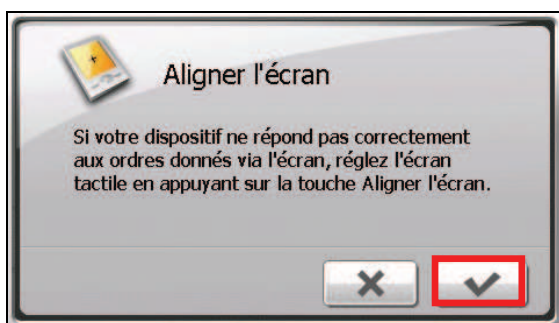 Aligner l'écran
Si votre dispositif ne répond pas correctement
aux ordres donnés via l'écran, réglez l'écran
tactile en appuyant sur la touche Aligner l'écran.